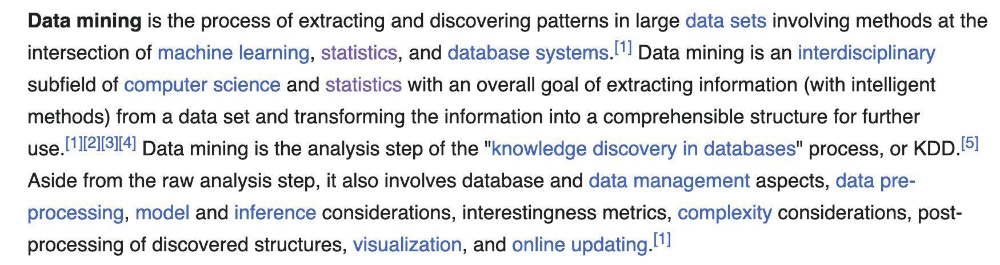 Data mining is the process of extracting and discovering patterns in large data sets involving methods at the
intersection of machine learning, statistics, and database systems.[1] Data mining is an interdisciplinary
subfield of computer science and statistics with an overall goal of extracting information (with intelligent
methods) from a data set and transforming the information into a comprehensible structure for further
use.[1][2][3][4] Data mining is the analysis step of the "knowledge discovery in databases" process, or KDD.[5]
Aside from the raw analysis step, it also involves database and data management aspects, data pre-
processing, model and inference considerations, interestingness metrics, complexity considerations, post-
processing of discovered structures, visualization, and online updating.[1]